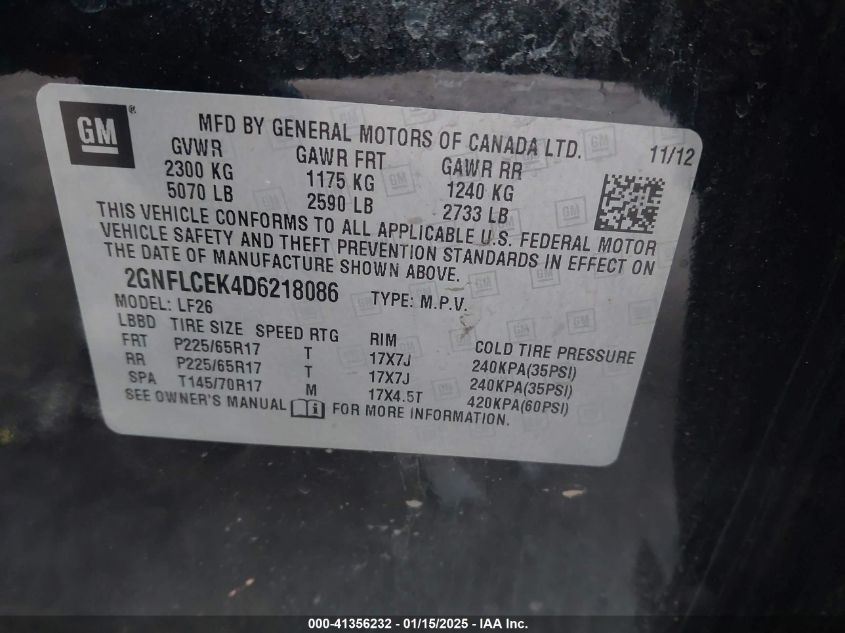 GM ®
MFD BY GENERAL MOTORS OF CANADA LTD. 11/12
GVWR GAWR FRT GAWR RR
2300 KG 1175 KG 1240 KG
5070 LB 2590 LB 2733 LB
THIS VEHICLE CONFORMS TO ALL APPLICABLE U.S. FEDERAL MOTOR
VEHICLE SAFETY AND THEFT PREVENTION STANDARDS IN EFFECT ON
THE DATE OF MANUFACTURE SHOWN ABOVE.
2GNFLCEK4D6218086 TYPE: M.P.V.
MODEL: LF26
LBBD TIRE SIZE SPEED RTG RIM COLD TIRE PRESSURE
FRT P225/65R17 T 17X7J 240KPA(35PSI)
RR P225/65R17 T 17X7J 240KPA(35PSI)
SPA T145/70R17 M 17X4.5T 420KPA(60PSI)
SEE OWNER'S MANUAL FOR MORE INFORMATION.
000-41356232 - 01/15/2025 - IAA Inc.